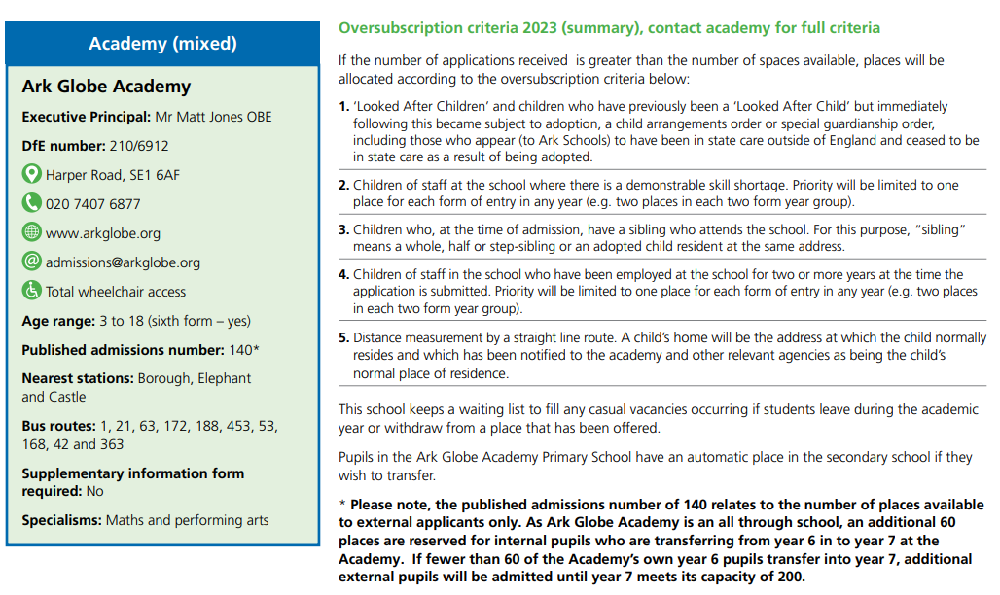 Academy (mixed)
Ark Globe Academy
Executive Principal: Mr Matt Jones OBE
DfE number: 210/6912
Harper Road, SE1 6AF
020 7407 6877
www.arkglobe.org
admissions@arkglobe.org
Total wheelchair access
Age range: 3 to 18 (sixth form – yes)
Published admissions number: 140*
Nearest stations: Borough, Elephant
and Castle
Bus routes: 1, 21, 63, 172, 188, 453, 53,
168, 42 and 363
Supplementary information form
required: No
Specialisms: Maths and performing arts
Oversubscription criteria 2023 (summary), contact academy for full criteria
If the number of applications received is greater than the number of spaces available, places will be
allocated according to the oversubscription criteria below:
1. ‘Looked After Children’ and children who have previously been a ‘Looked After Child’ but immediately
following this became subject to adoption, a child arrangements order or special guardianship order,
including those who appear (to Ark Schools) to have been in state care outside of England and ceased to be
in state care as a result of being adopted.
2. Children of staff at the school where there is a demonstrable skill shortage. Priority will be limited to one
place for each form of entry in any year (e.g. two places in each two form year group).
3. Children who, at the time of admission, have a sibling who attends the school. For this purpose, “sibling”
means a whole, half or step-sibling or an adopted child resident at the same address.
4. Children of staff in the school who have been employed at the school for two or more years at the time the
application is submitted. Priority will be limited to one place for each form of entry in any year (e.g. two places
in each two form year group).
5. Distance measurement by a straight line route. A child’s home will be the address at which the child normally
resides and which has been notified to the academy and other relevant agencies as being the child’s
normal place of residence.
This school keeps a waiting list to fill any casual vacancies occurring if students leave during the academic
year or withdraw from a place that has been offered.
Pupils in the Ark Globe Academy Primary School have an automatic place in the secondary school if they
wish to transfer.
* Please note, the published admissions number of 140 relates to the number of places available
to external applicants only. As Ark Globe Academy is an all through school, an additional 60
places are reserved for internal pupils who are transferring from year 6 in to year 7 at the
Academy. If fewer than 60 of the Academy’s own year 6 pupils transfer into year 7, additional
external pupils will be admitted until year 7 meets its capacity of 200.